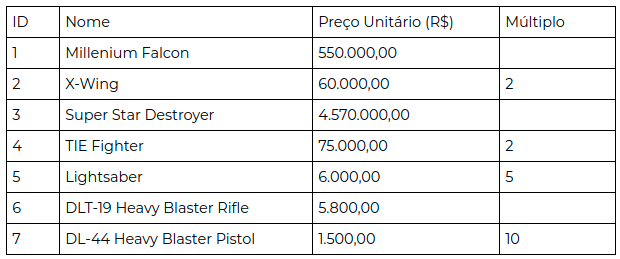 ID Nome Preço Unitário (R$) Múltiplo
1 Millenium Falcon 550.000,00
2 X-Wing 60.000,00 2
3 Super Star Destroyer 4.570.000,00
4 TIE Fighter 75.000,00 2
5 Lightsaber 6.000,00 5
6 DLT-19 Heavy Blaster Rifle 5.800,00
7 DL-44 Heavy Blaster Pistol 1.500,00 10